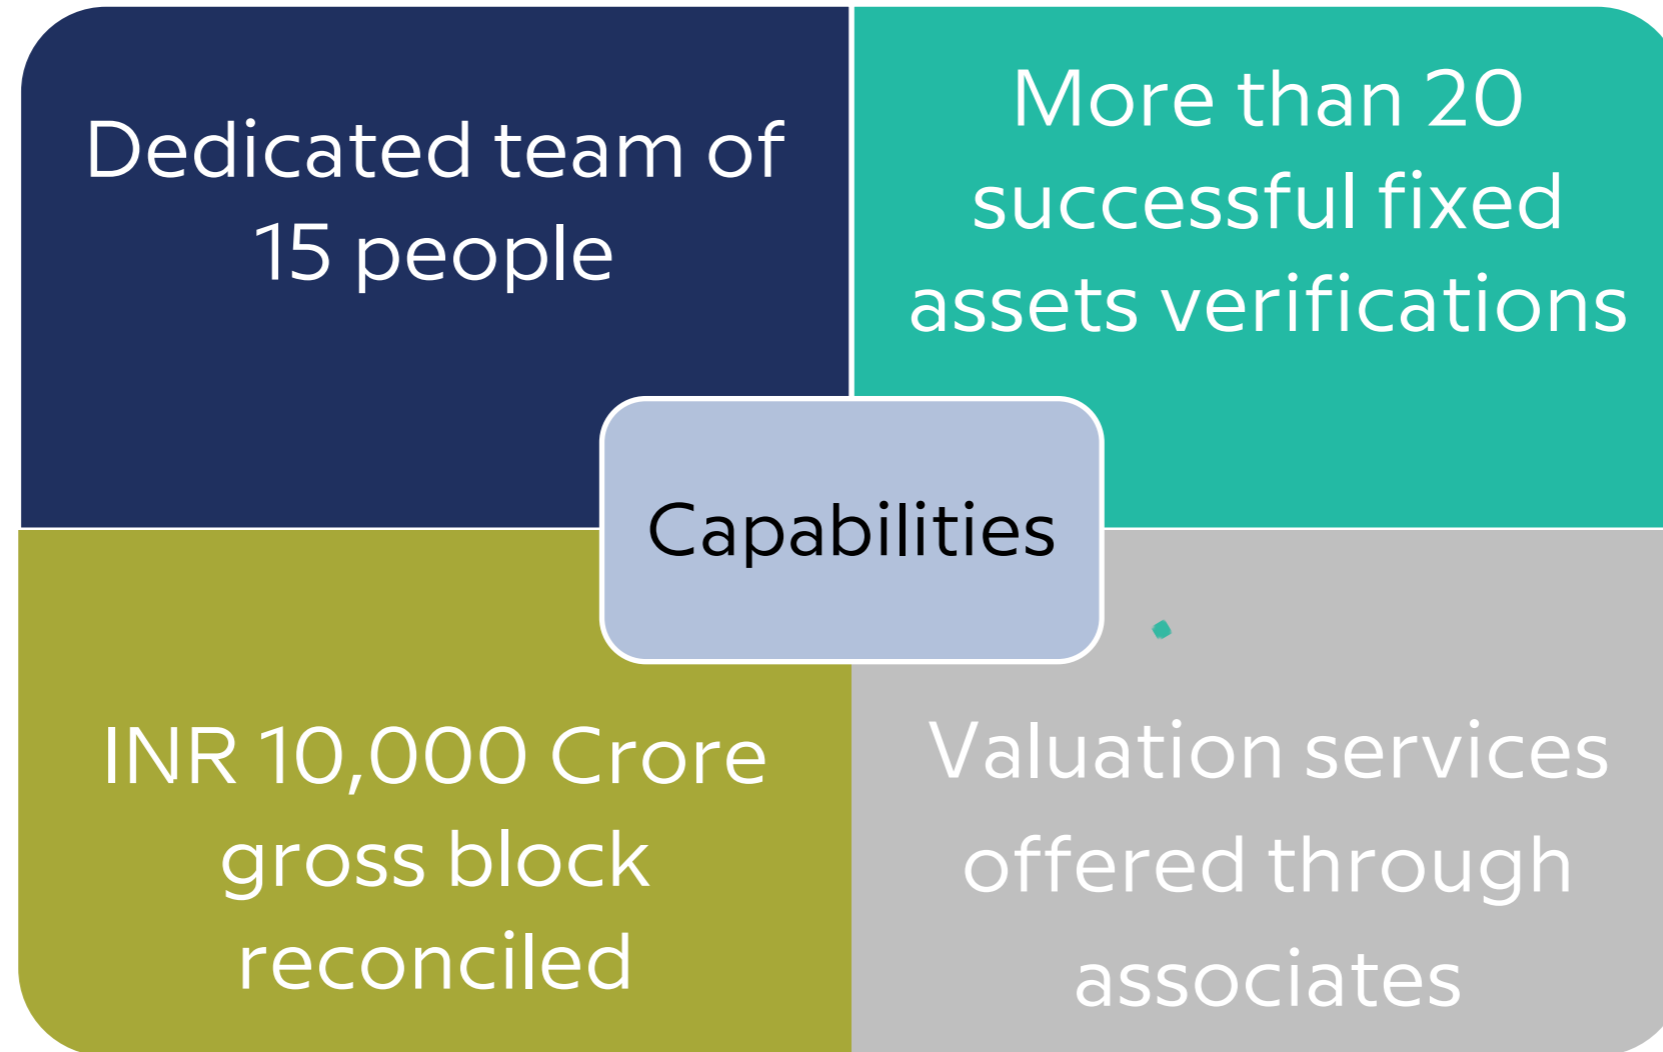 Dedicated team of
15 people
More than 20
successful fixed
assets verifications
Capabilities
INR 10,000 Crore
gross block
reconciled
Valuation services
offered through
associates